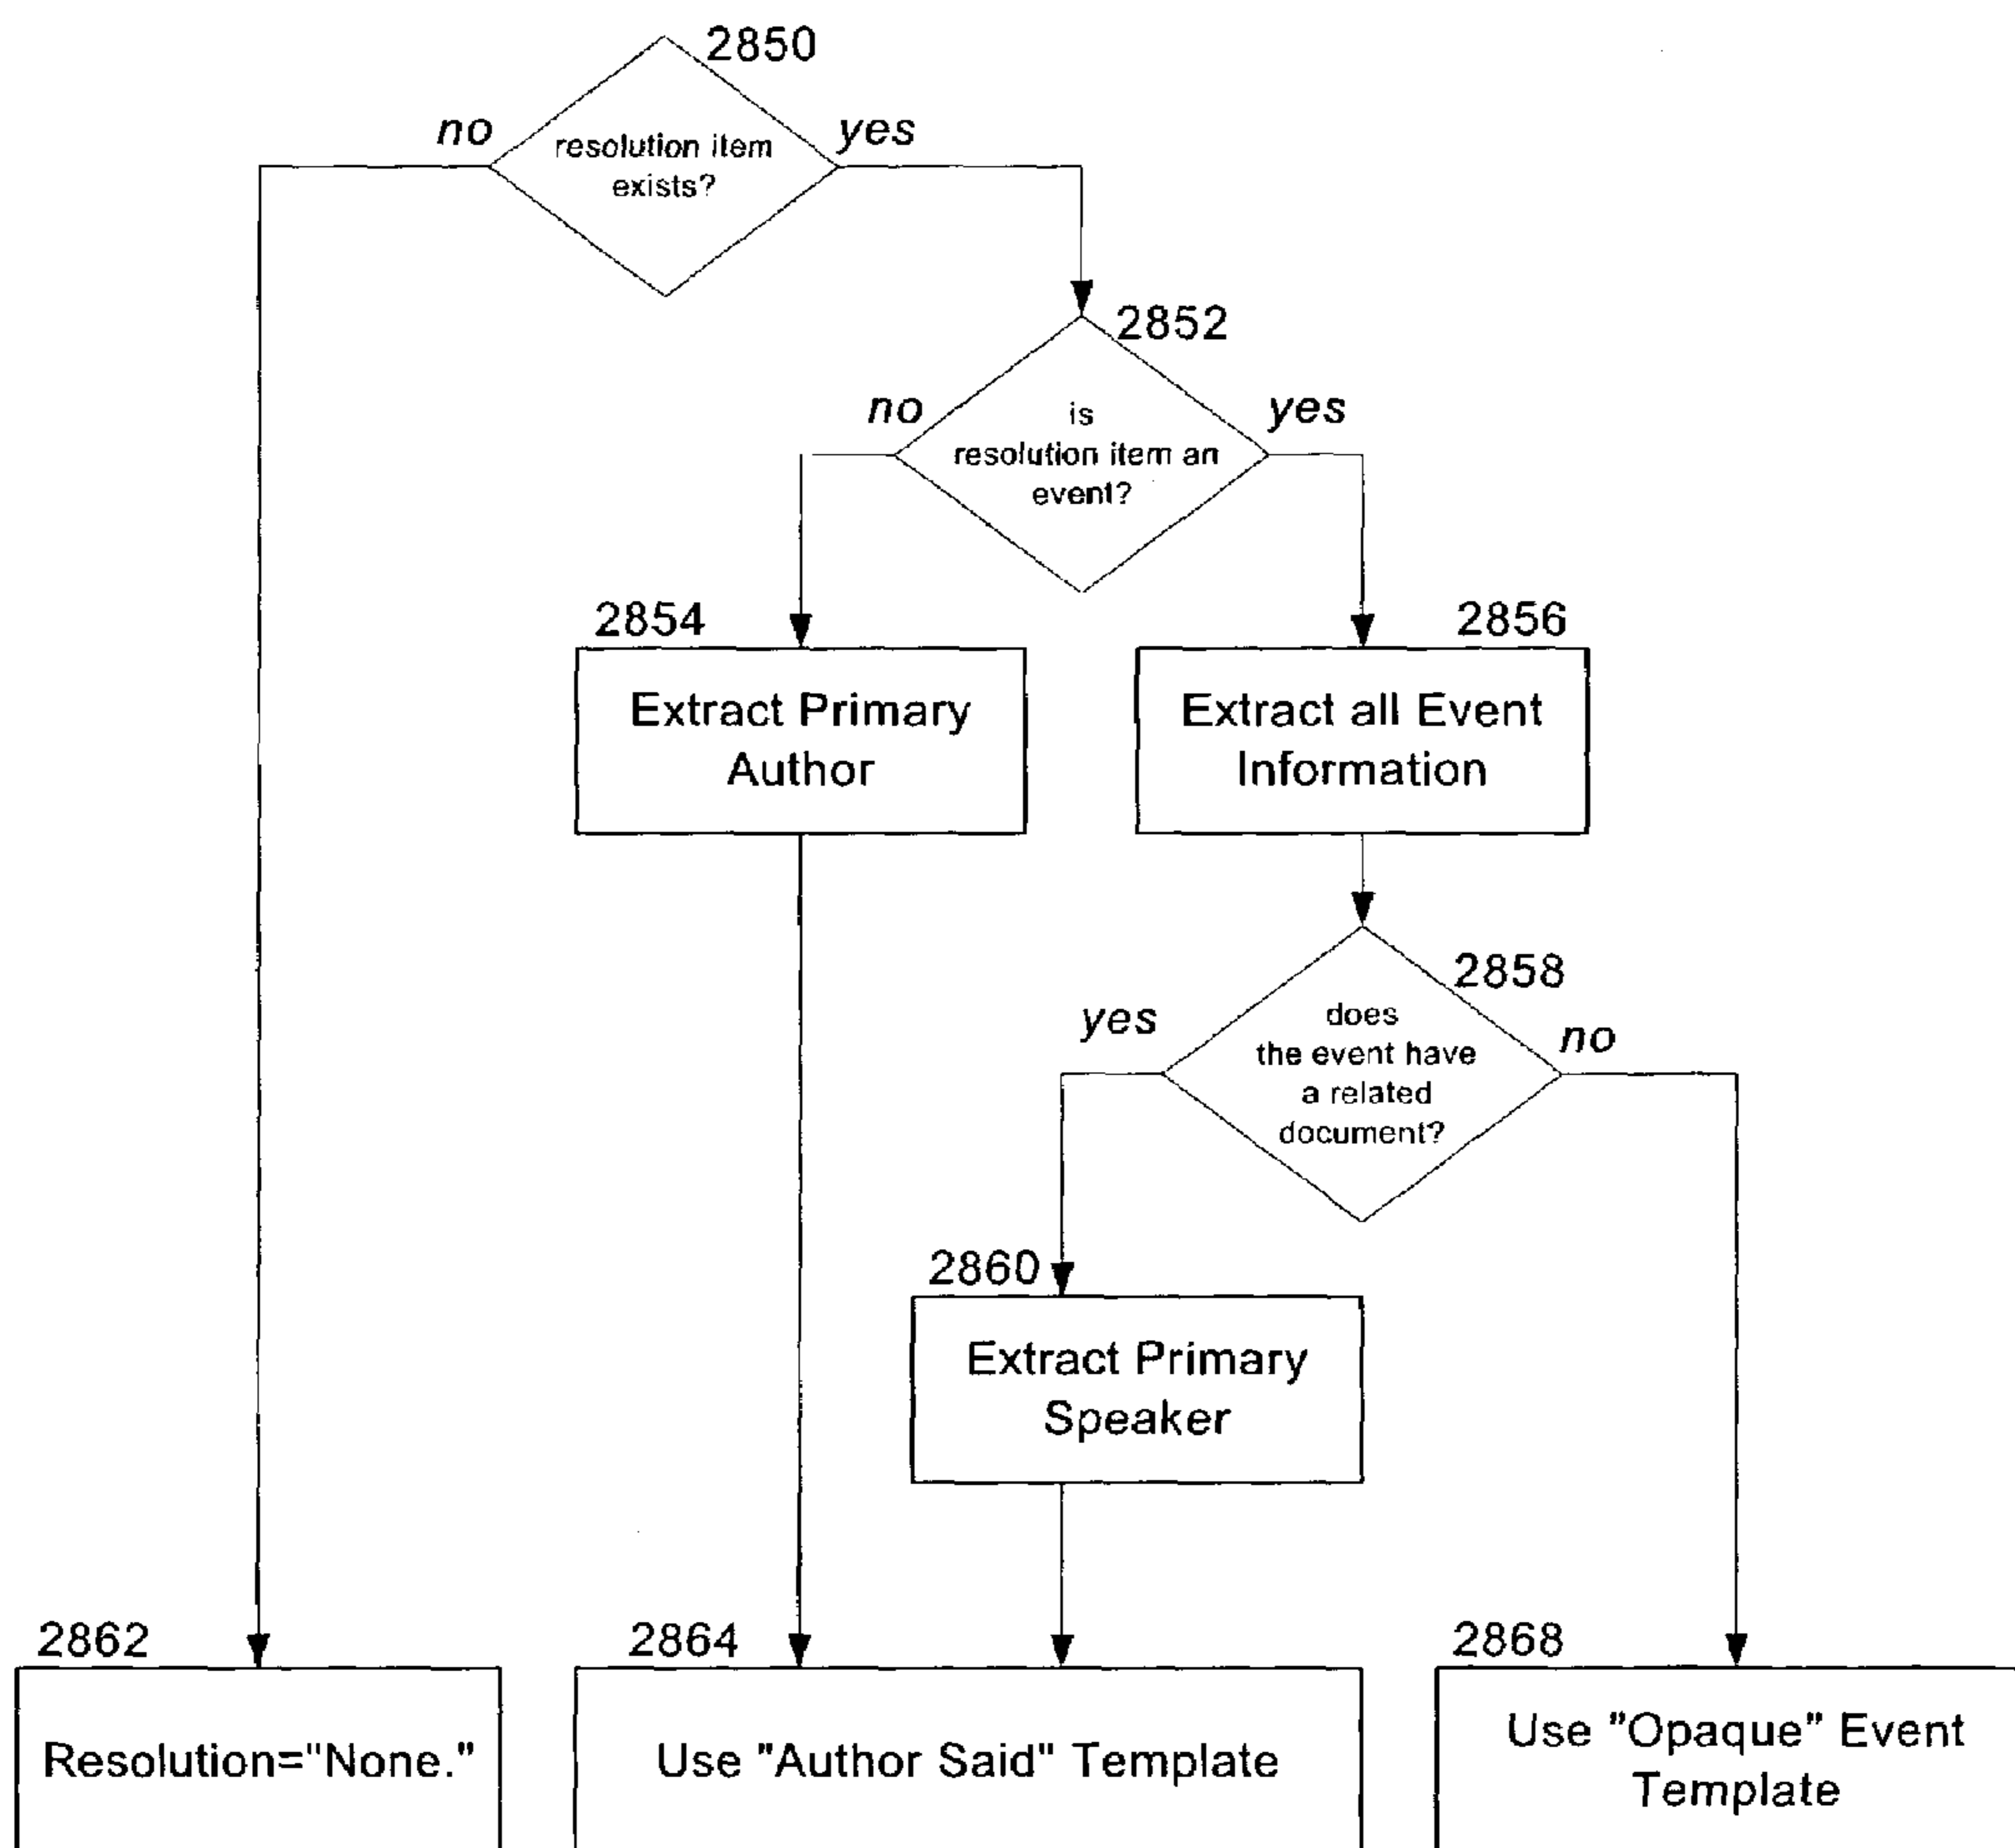 2850
no
yes
resolution item
exists?
2852
no
yes
is
resolution item an
event?
2854
2856
Extract Primary
Author
Extract all Event
Information
2858
yes
no
does
the event have
a related
document?
2860
Extract Primary
Speaker
2862
2864
2868
Resolution="None."
Use "Author Said" Template
Use "Opaque" Event
Template